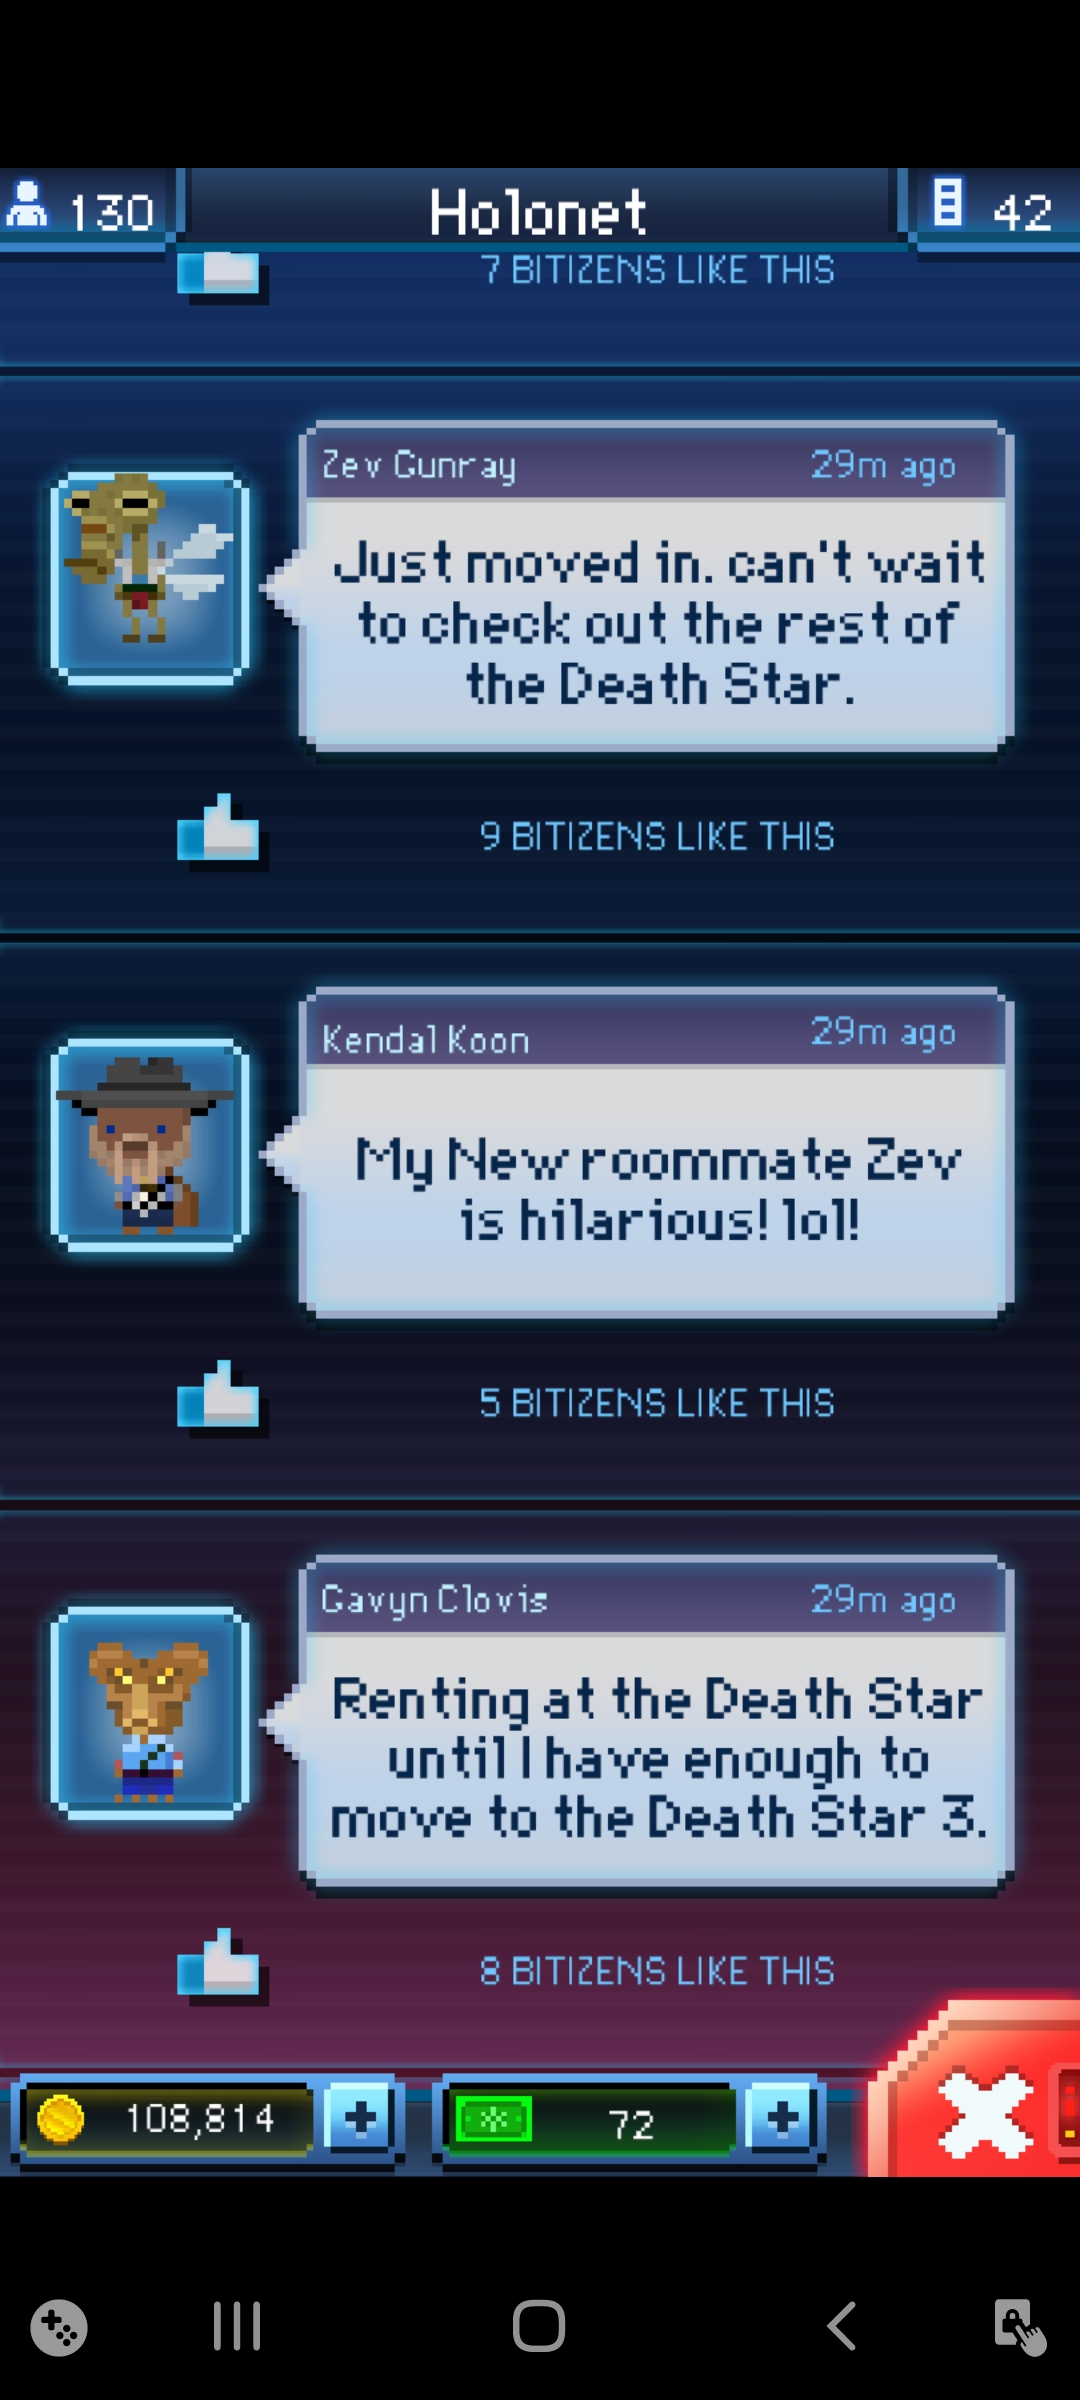 130
Holonet
42
7 BITIZENS LIKE THIS
Zev Gunray
29m ago
Just moved in. can't wait
to check out the rest of
the Death Star.
9 BITIZENS LIKE THIS
Kendal Koon
29m ago
My New roommate Zev
is hilarious! lol!
5 BITIZENS LIKE THIS
Gavyn Clovis
29m ago
Renting at the Death Star
until I have enough to
move to the Death Star 3.
8 BITIZENS LIKE THIS
108,814
72